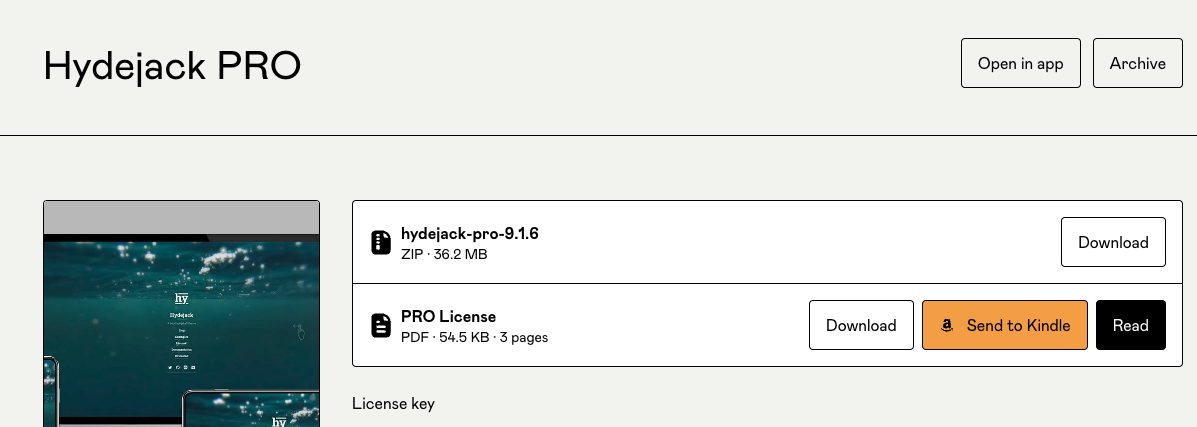 Hydejack PRO
Open in app
Archive
hydejack-pro-9.1.6
ZIP · 36.2 MB
Download
PRO License
PDF · 54.5 KB · 3 pages
Download
Send to Kindle
Read
hy
Hydejack
hy
License key